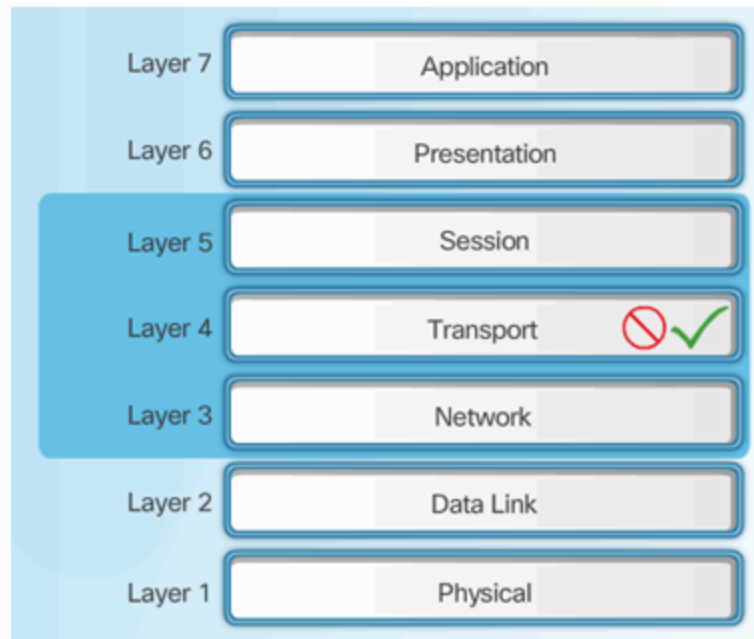 Layer 7 Application
Layer 6 Presentation
Layer 5 Session
Layer 4 Transport
Layer 3 Network
Layer 2 Data Link
Layer 1 Physical